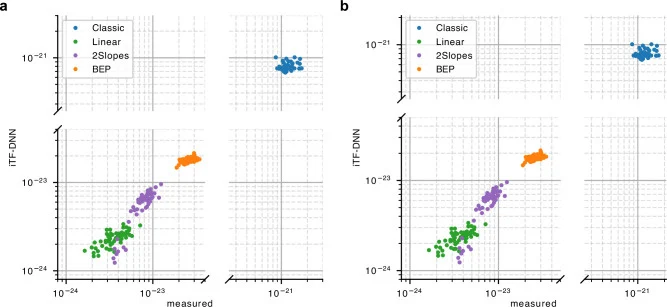 a
Classic
Linear
2Slopes
BEP
10⁻²¹
10⁻²³
10⁻²⁴
iTF-DNN
10⁻²⁴
10⁻²³
10⁻²¹
measured
b
Classic
Linear
2Slopes
BEP
10⁻²¹
10⁻²³
10⁻²⁴
iTF-DNN
10⁻²⁴
10⁻²³
10⁻²¹
measured